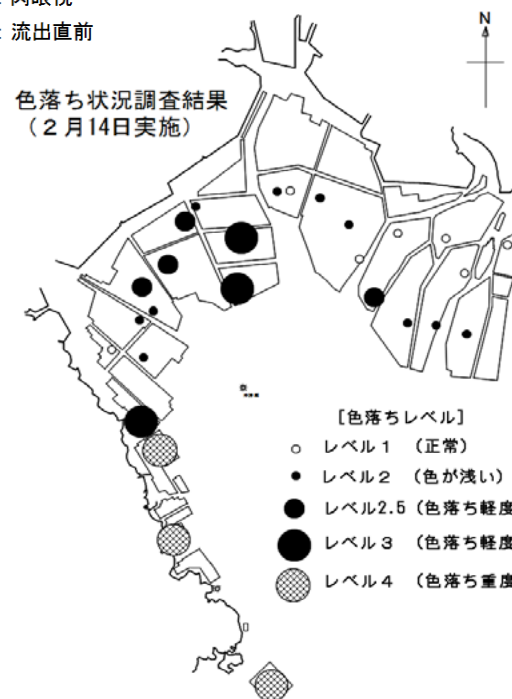 流出直前
N
色落ち状況調査結果
（２月14日実施）
［色落ちレベル］
レベル１　（正常）
レベル２　（色が浅い）
レベル2.5（色落ち軽度
レベル３　（色落ち軽度
レベル４　（色落ち重度